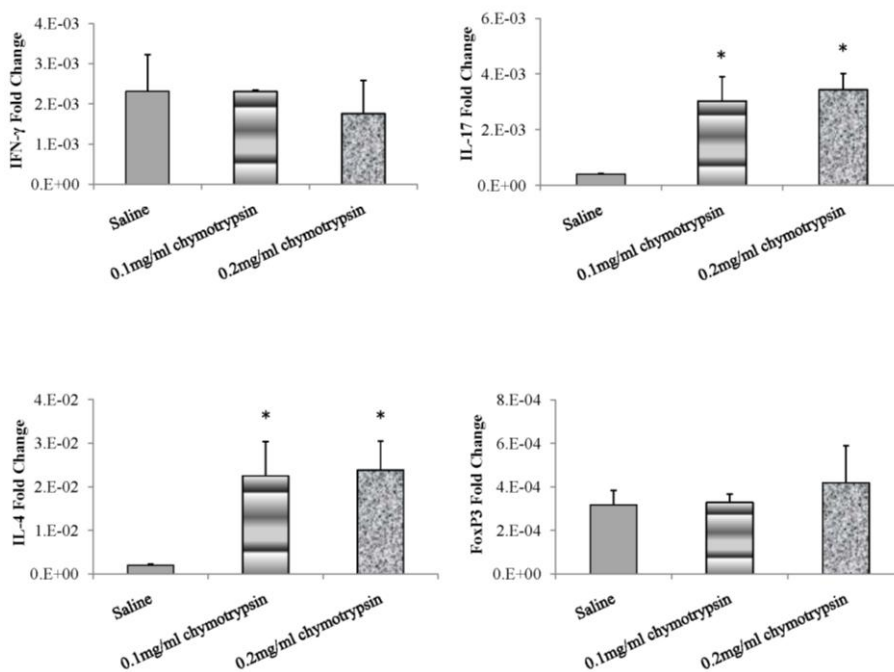 IFN-γ Fold Change
4.E-03
3.E-03
2.E-03
1.E-03
0.E+00
Saline
0.1mg/ml chymotrypsin
0.2mg/ml chymotrypsin
IL-17 Fold Change
6.E-03
4.E-03
2.E-03
0.E+00
*
*
Saline
0.1mg/ml chymotrypsin
0.2mg/ml chymotrypsin
IL-4 Fold Change
4.E-02
3.E-02
2.E-02
1.E-02
0.E+00
*
*
Saline
0.1mg/ml chymotrypsin
0.2mg/ml chymotrypsin
FoxP3 Fold Change
8.E-04
6.E-04
4.E-04
2.E-04
0.E+00
Saline
0.1mg/ml chymotrypsin
0.2mg/ml chymotrypsin